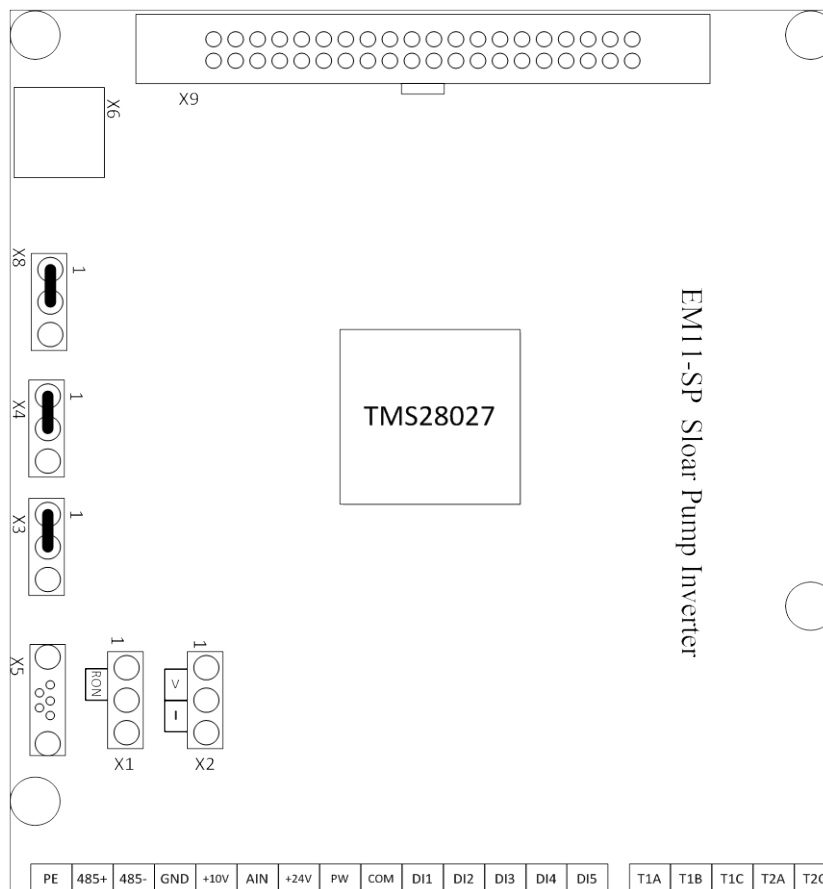 X9
X6
X8
1
TMS28027
EM11-SP Sloar Pump Inverter
X4
1
X3
1
X5
1
RON
X1
1
V
I
X2
PE 485+ 485- GND +10V AIN +24V PW COM DI1 DI2 DI3 DI4 DI5 T1A T1B T1C T2A T2C